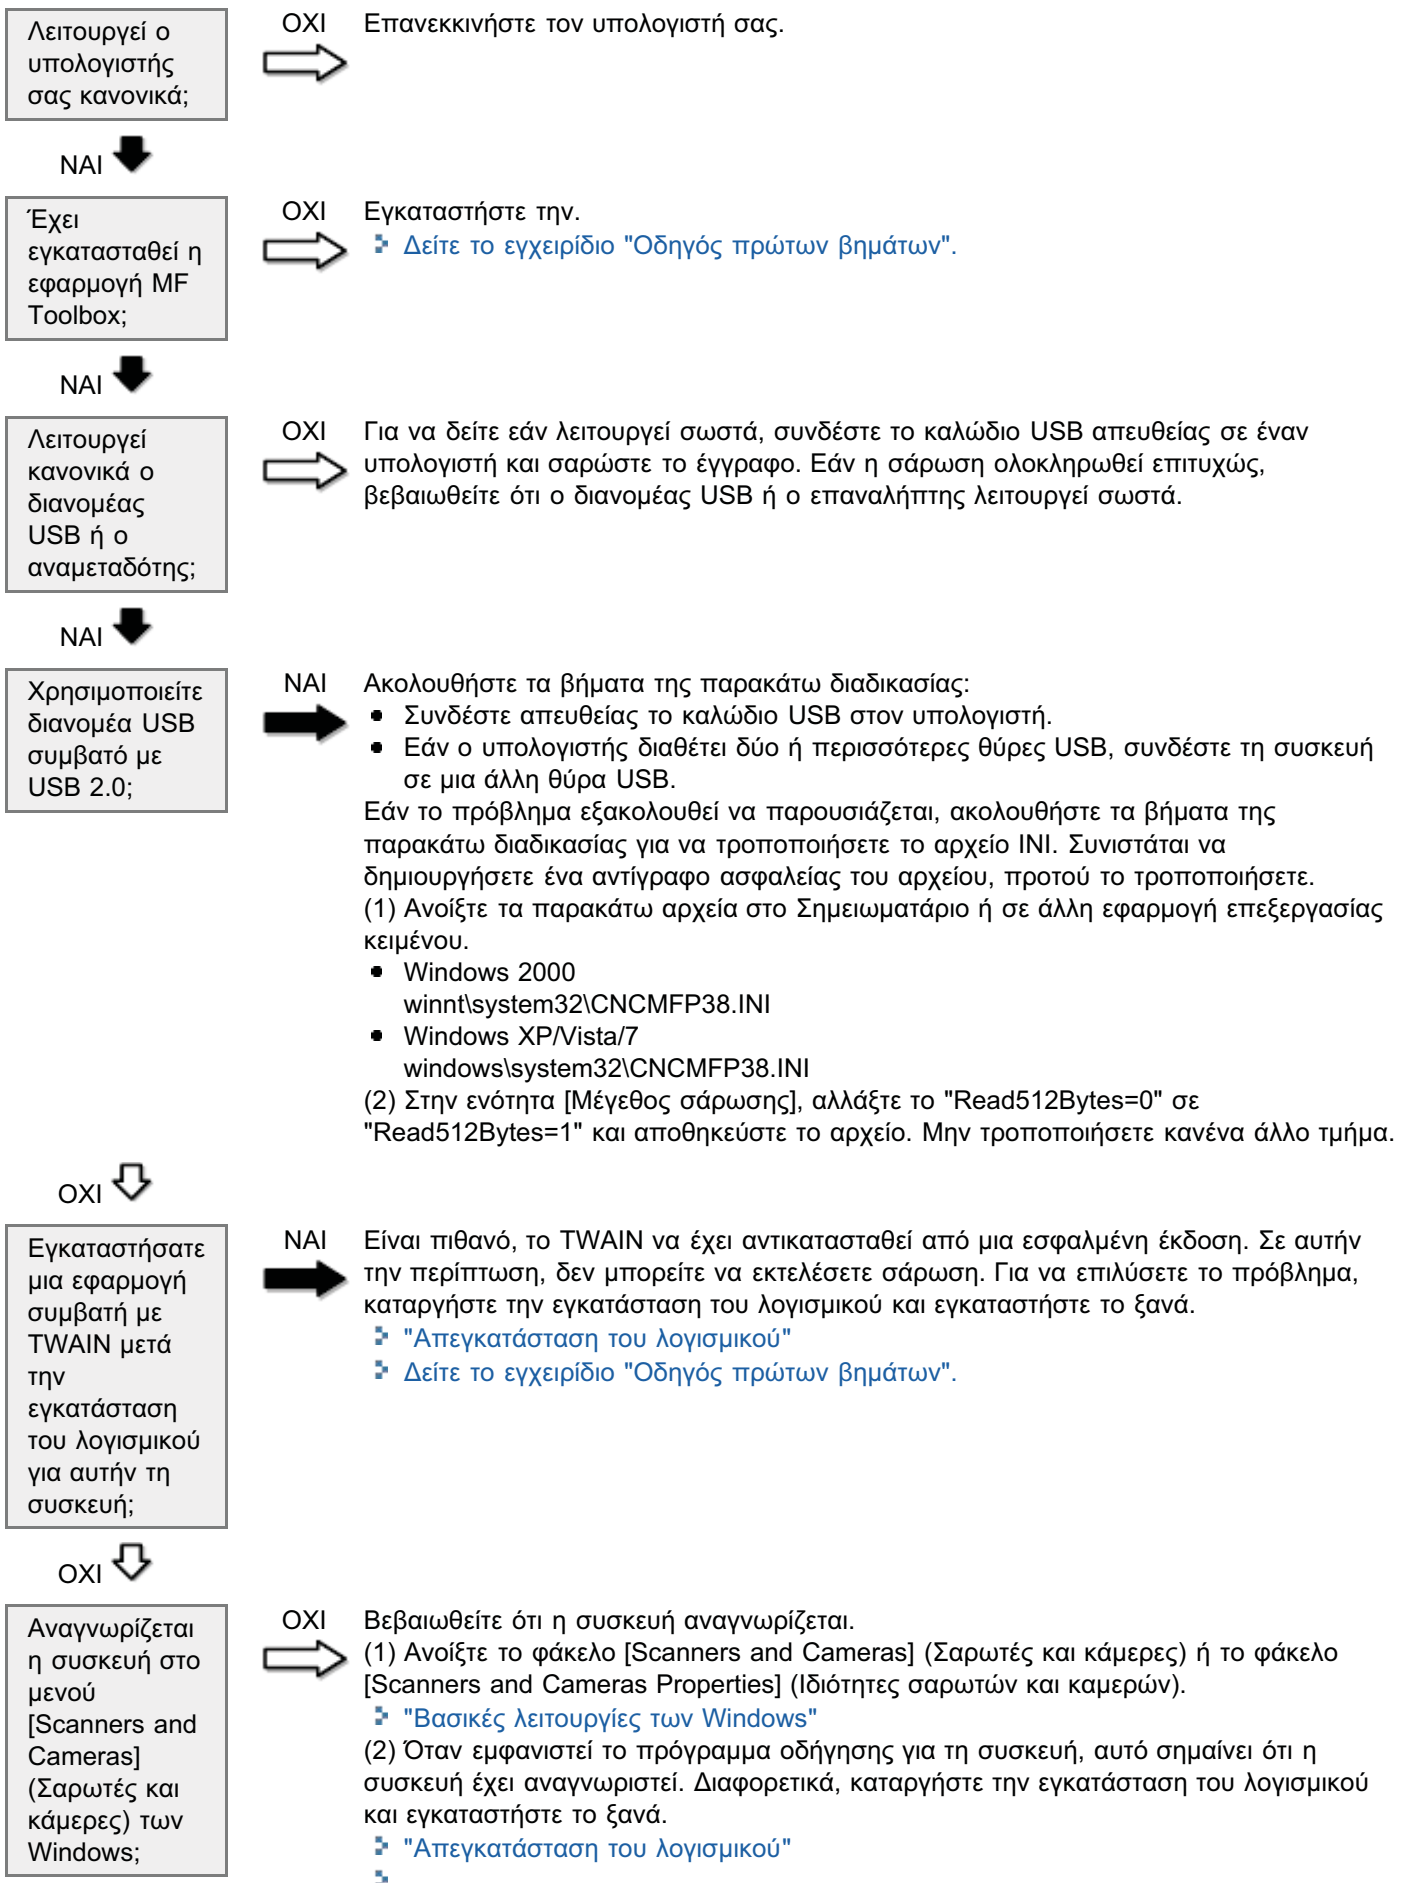 Λειτουργεί ο
υπολογιστής
σας κανονικά;
ΟΧΙ
Επανεκκινήστε τον υπολογιστή σας.
ΝΑΙ
Έχει
εγκατασταθεί η
εφαρμογή MF
Toolbox;
ΟΧΙ
Εγκαταστήστε την.
Δείτε το εγχειρίδιο "Οδηγός πρώτων βημάτων".
ΝΑΙ
Λειτουργεί
κανονικά ο
διανομέας
USB ή ο
αναμεταδότης;
ΟΧΙ
Για να δείτε εάν λειτουργεί σωστά, συνδέστε το καλώδιο USB απευθείας σε έναν
υπολογιστή και σαρώστε το έγγραφο. Εάν η σάρωση ολοκληρωθεί επιτυχώς,
βεβαιωθείτε ότι ο διανομέας USB ή ο επαναλήπτης λειτουργεί σωστά.
ΝΑΙ
Χρησιμοποιείτε
διανομέα USB
συμβατό με
USB 2.0;
ΝΑΙ
Ακολουθήστε τα βήματα της παρακάτω διαδικασίας:
• Συνδέστε απευθείας το καλώδιο USB στον υπολογιστή.
• Εάν ο υπολογιστής διαθέτει δύο ή περισσότερες θύρες USB, συνδέστε τη συσκευή
σε μια άλλη θύρα USB.
Εάν το πρόβλημα εξακολουθεί να παρουσιάζεται, ακολουθήστε τα βήματα της
παρακάτω διαδικασίας για να τροποποιήσετε το αρχείο INI. Συνιστάται να
δημιουργήσετε ένα αντίγραφο ασφαλείας του αρχείου, προτού το τροποποιήσετε.
(1) Ανοίξτε τα παρακάτω αρχεία στο Σημειωματάριο ή σε άλλη εφαρμογή επεξεργασίας
κειμένου.
• Windows 2000
winnt\system32\CNCMFP38.INI
• Windows XP/Vista/7
windows\system32\CNCMFP38.INI
(2) Στην ενότητα [Μέγεθος σάρωσης], αλλάξτε το "Read512Bytes=0" σε
"Read512Bytes=1" και αποθηκεύστε το αρχείο. Μην τροποποιήσετε κανένα άλλο τμήμα.
ΟΧΙ
Εγκαταστήσατε
μια εφαρμογή
συμβατή με
TWAIN μετά
την
εγκατάσταση
του λογισμικού
για αυτήν τη
συσκευή;
ΝΑΙ
Είναι πιθανό, το TWAIN να έχει αντικατασταθεί από μια εσφαλμένη έκδοση. Σε αυτήν
την περίπτωση, δεν μπορείτε να εκτελέσετε σάρωση. Για να επιλύσετε το πρόβλημα,
καταργήστε την εγκατάσταση του λογισμικού και εγκαταστήστε το ξανά.
"Απεγκατάσταση του λογισμικού"
Δείτε το εγχειρίδιο "Οδηγός πρώτων βημάτων".
ΟΧΙ
Αναγνωρίζεται
η συσκευή στο
μενού
[Scanners and
Cameras]
(Σαρωτές και
κάμερες) των
Windows;
ΟΧΙ
Βεβαιωθείτε ότι η συσκευή αναγνωρίζεται.
(1) Ανοίξτε το φάκελο [Scanners and Cameras] (Σαρωτές και κάμερες) ή το φάκελο
[Scanners and Cameras Properties] (Ιδιότητες σαρωτών και καμερών).
"Βασικές λειτουργίες των Windows"
(2) Όταν εμφανιστεί το πρόγραμμα οδήγησης για τη συσκευή, αυτό σημαίνει ότι η
συσκευή έχει αναγνωριστεί. Διαφορετικά, καταργήστε την εγκατάσταση του λογισμικού
και εγκαταστήστε το ξανά.
"Απεγκατάσταση του λογισμικού"